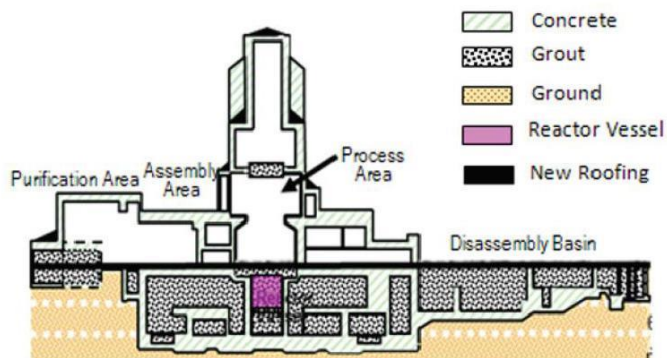 Concrete
Grout
Ground
Reactor Vessel
New Roofing
Purification Area
Assembly
Area
Process
Area
Disassembly Basin